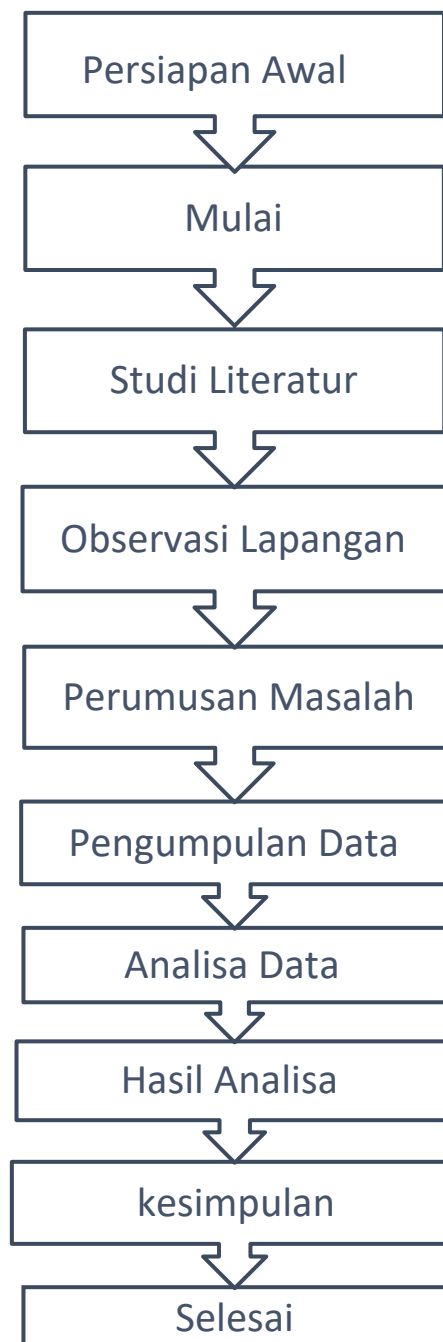 Persiapan Awal
Mulai
Studi Literatur
Observasi Lapangan
Perumusan Masalah
Pengumpulan Data
Analisa Data
Hasil Analisa
kesimpulan
Selesai